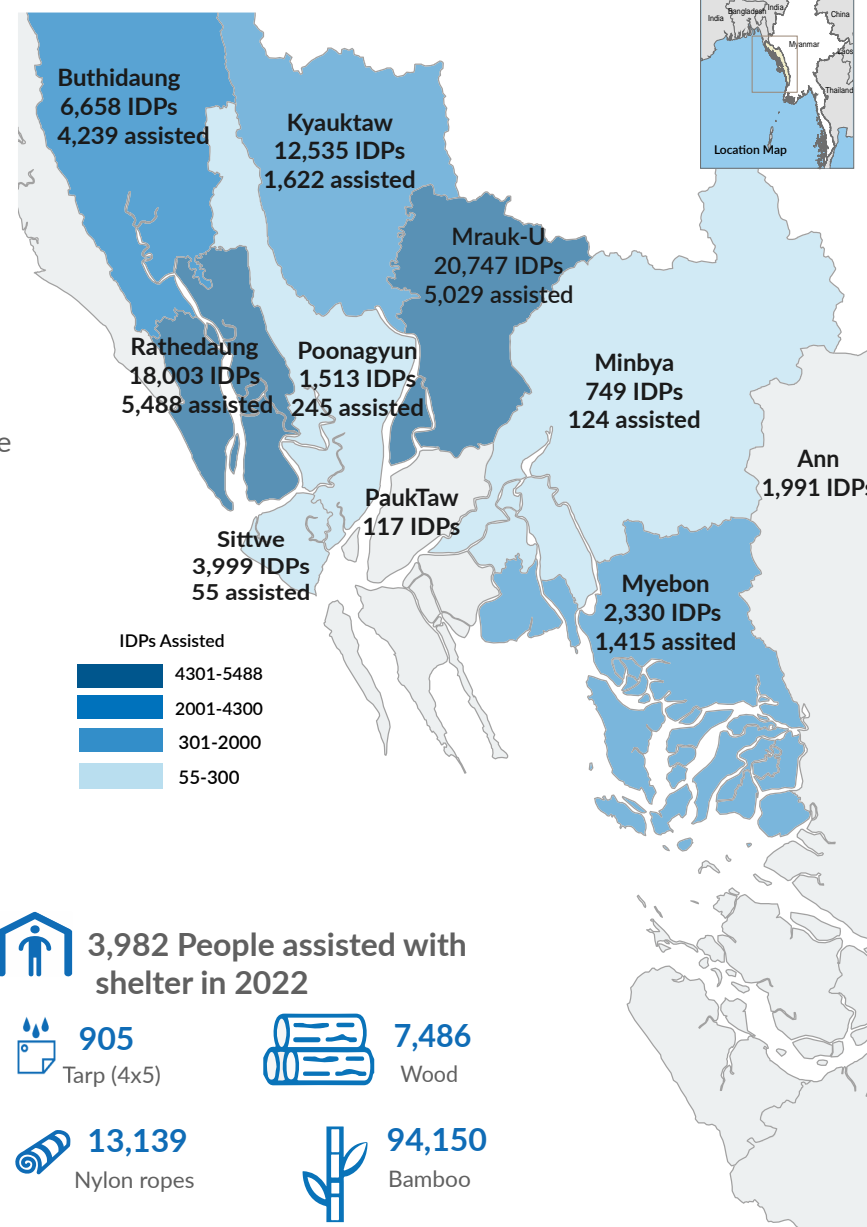 India
Bangladesh
India
China
Myanmar
Laos
Thailand
Location Map
Buthidaung
6,658 IDPs
4,239 assisted
Kyauktaw
12,535 IDPs
1,622 assisted
Mrauk-U
20,747 IDPs
5,029 assisted
Rathedaung
18,003 IDPs
5,488 assisted
Poonagyun
1,513 IDPs
245 assisted
Minbya
749 IDPs
124 assisted
e
Ann
1,991 IDPs
PaukTaw
117 IDPs
Sittwe
3,999 IDPs
55 assisted
Myebon
2,330 IDPs
1,415 assited
IDPs Assisted
4301-5488
2001-4300
301-2000
55-300
3,982 People assisted with
shelter in 2022
905
Tarp (4x5)
7,486
Wood
13,139
Nylon ropes
94,150
Bamboo